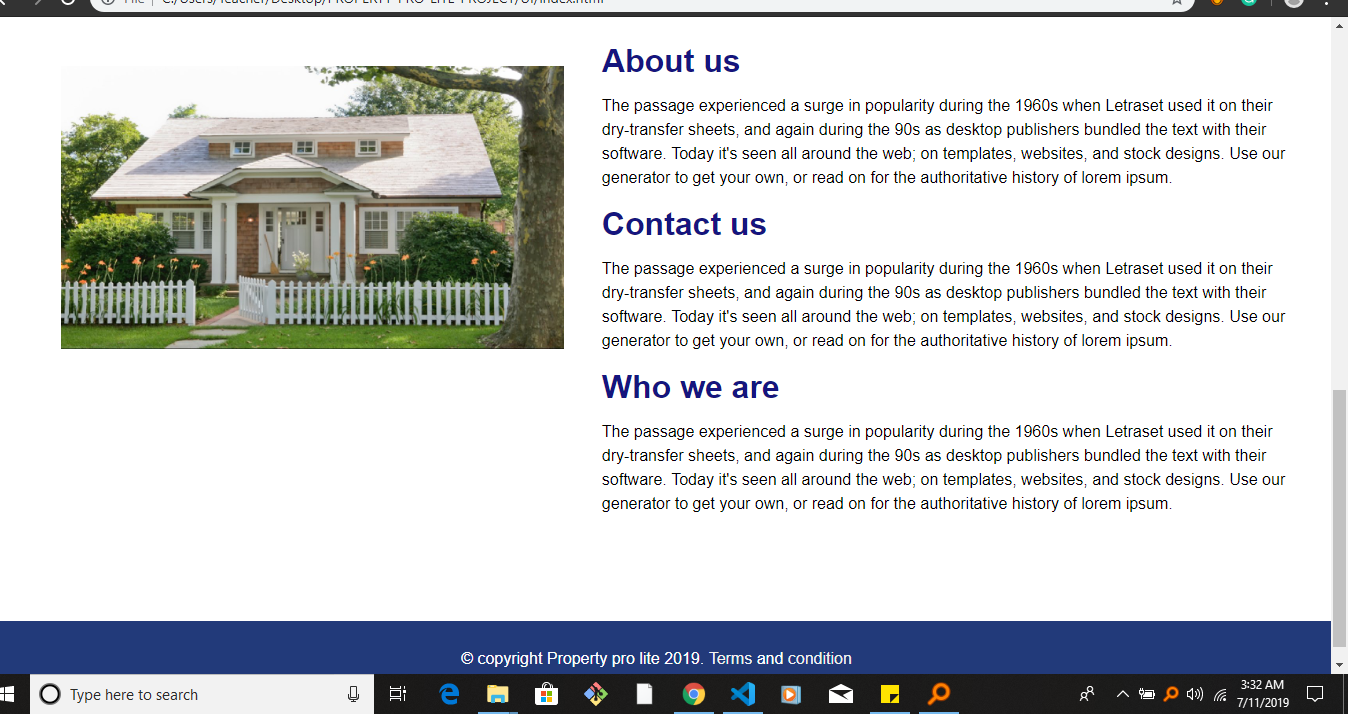 File | C:/Users/Teacher/Desktop/PROPERTY-PRO-LITE-PROJECT/UI/index.html
About us
The passage experienced a surge in popularity during the 1960s when Letraset used it on their
dry-transfer sheets, and again during the 90s as desktop publishers bundled the text with their
software. Today it's seen all around the web; on templates, websites, and stock designs. Use our
generator to get your own, or read on for the authoritative history of lorem ipsum.
Contact us
The passage experienced a surge in popularity during the 1960s when Letraset used it on their
dry-transfer sheets, and again during the 90s as desktop publishers bundled the text with their
software. Today it's seen all around the web; on templates, websites, and stock designs. Use our
generator to get your own, or read on for the authoritative history of lorem ipsum.
Who we are
The passage experienced a surge in popularity during the 1960s when Letraset used it on their
dry-transfer sheets, and again during the 90s as desktop publishers bundled the text with their
software. Today it's seen all around the web; on templates, websites, and stock designs. Use our
generator to get your own, or read on for the authoritative history of lorem ipsum.
© copyright Property pro lite 2019. Terms and condition
Type here to search
3:32 AM
7/11/2019